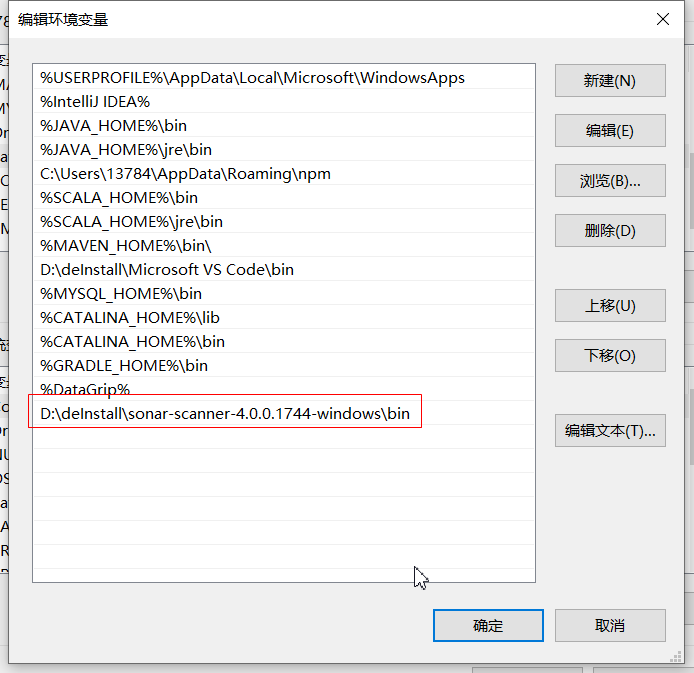 编辑环境变量
%USERPROFILE%\AppData\Local\Microsoft\WindowsApps
%IntelliJ IDEA%
%JAVA_HOME%\bin
%JAVA_HOME%\jre\bin
C:\Users\13784\AppData\Roaming\npm
%SCALA_HOME%\bin
%SCALA_HOME%\jre\bin
%MAVEN_HOME%\bin\
D:\deInstall\Microsoft VS Code\bin
%MYSQL_HOME%\bin
%CATALINA_HOME%\lib
%CATALINA_HOME%\bin
%GRADLE_HOME%\bin
%DataGrip%
D:\deInstall\sonar-scanner-4.0.0.1744-windows\bin
新建(N)
编辑(E)
浏览(B)...
删除(D)
上移(U)
下移(O)
编辑文本(T)...
确定
取消